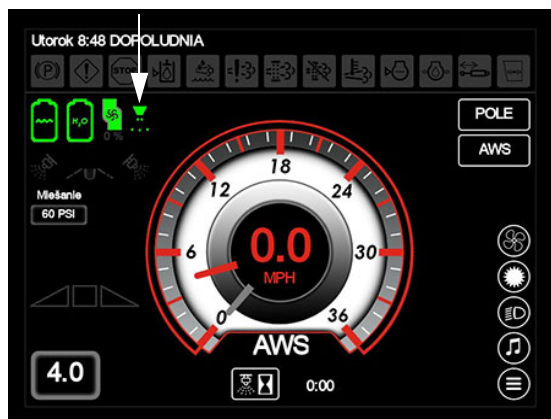 Utorok 8:48 DOPOLUDNIA
(P) STOP
H₂O
0 %
POLE
AWS
Miešanie
60 PSI
0 6 12 18 24 30 36
0.0
MPH
AWS
4.0
0:00